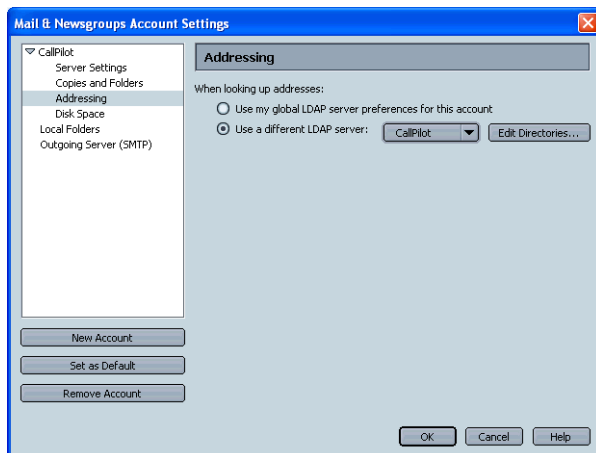 Mail & Newsgroups Account Settings
CallPilot
Server Settings
Copies and Folders
Addressing
Disk Space
Local Folders
Outgoing Server (SMTP)
New Account
Set as Default
Remove Account
Addressing
When looking up addresses:
Use my global LDAP server preferences for this account
Use a different LDAP server: CallPilot Edit Directories...
OK Cancel Help